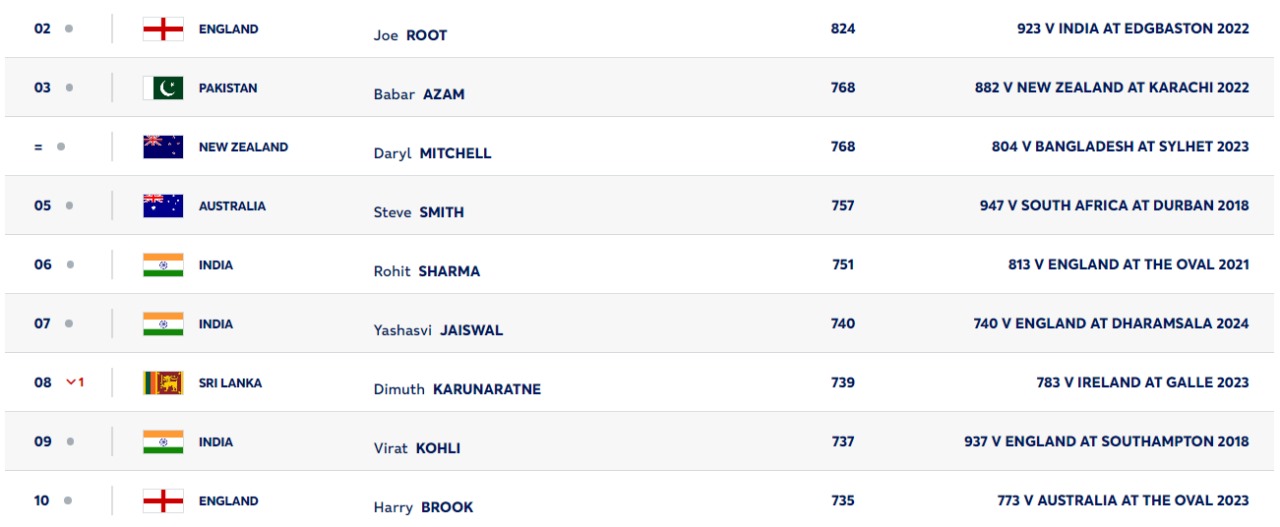 02 ENGLAND Joe ROOT 824 923 V INDIA AT EDGBASTON 2022
03 PAKISTAN Babar AZAM 768 882 V NEW ZEALAND AT KARACHI 2022
= NEW ZEALAND Daryl MITCHELL 768 804 V BANGLADESH AT SYLHET 2023
05 AUSTRALIA Steve SMITH 757 947 V SOUTH AFRICA AT DURBAN 2018
06 INDIA Rohit SHARMA 751 813 V ENGLAND AT THE OVAL 2021
07 INDIA Yashasvi JAISWAL 740 740 V ENGLAND AT DHARAMSALA 2024
08 1 SRI LANKA Dimuth KARUNARATNE 739 783 V IRELAND AT GALLE 2023
09 INDIA Virat KOHLI 737 937 V ENGLAND AT SOUTHAMPTON 2018
10 ENGLAND Harry BROOK 735 773 V AUSTRALIA AT THE OVAL 2023